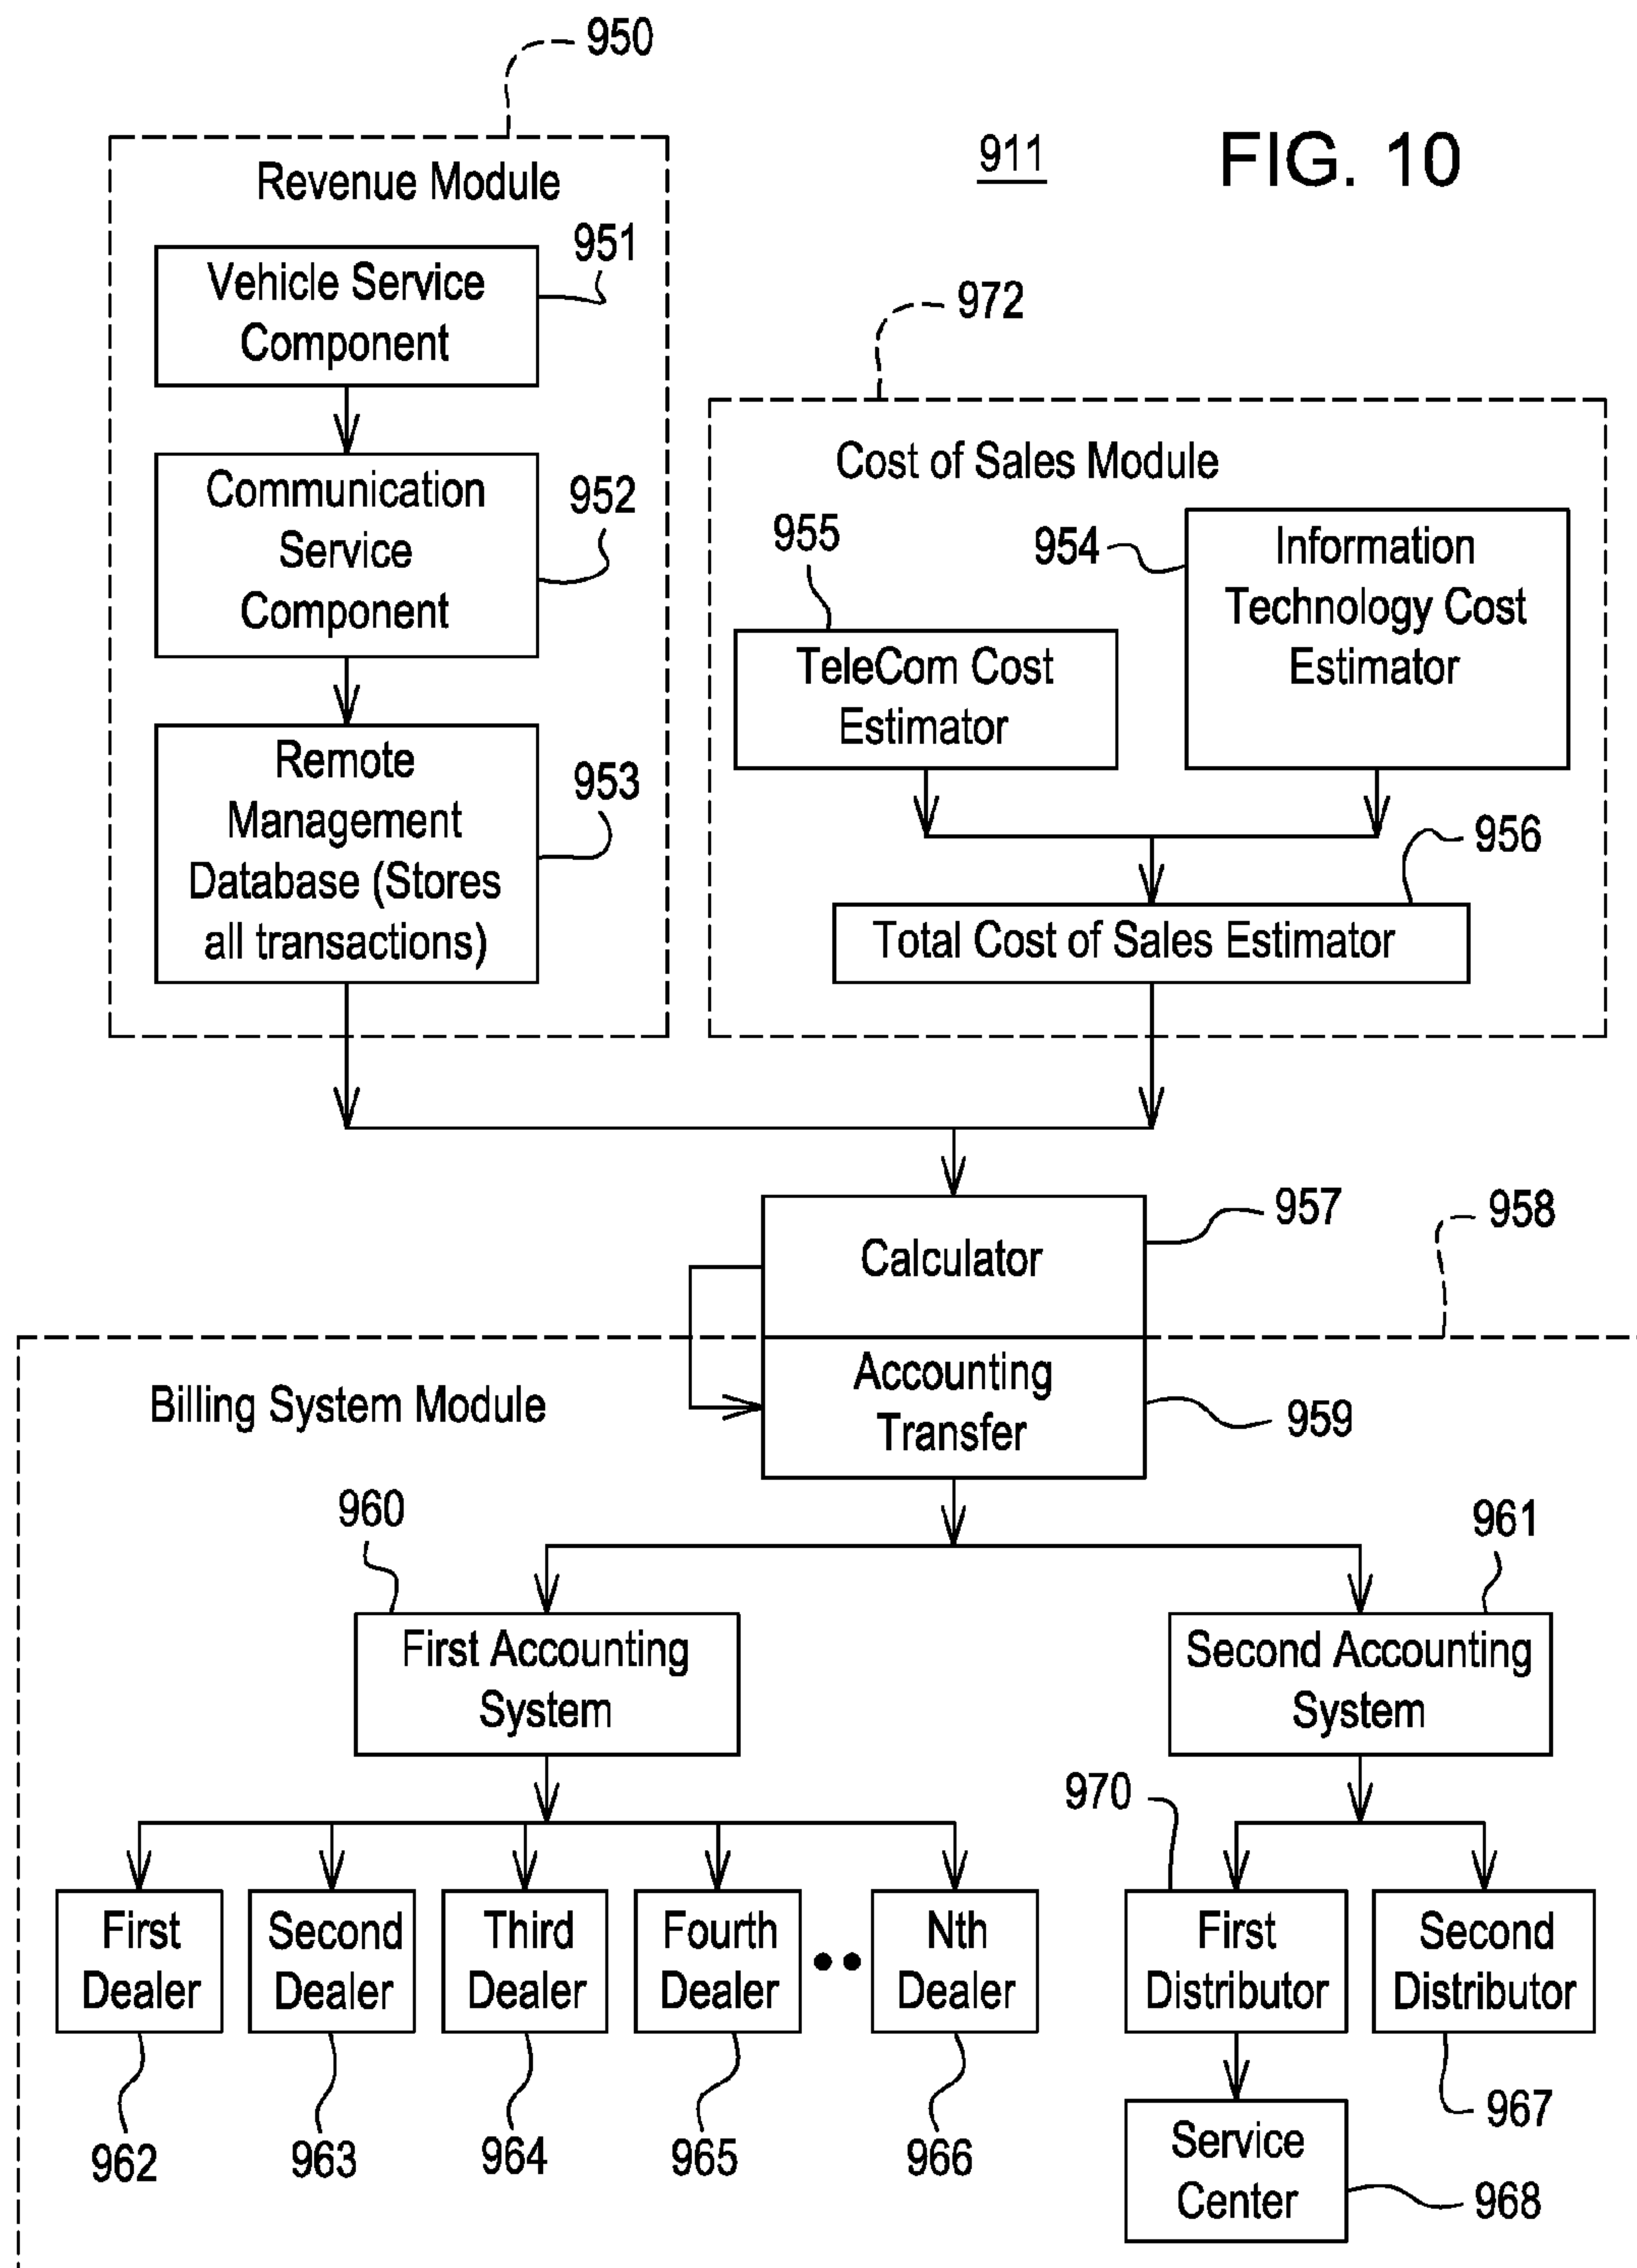 950
911
FIG. 10
Revenue Module
951
Vehicle Service
Component
972
Communication
Service
Component
952
Cost of Sales Module
955
954
Information
Technology Cost
Estimator
TeleCom Cost
Estimator
Remote
Management
Database (Stores
all transactions)
953
956
Total Cost of Sales Estimator
957
958
Calculator
Accounting
Transfer
959
Billing System Module
960
961
First Accounting
System
Second Accounting
System
970
First
Dealer
Second
Dealer
Third
Dealer
Fourth
Dealer
Nth
Dealer
First
Distributor
Second
Distributor
962
963
964
965
966
967
Service
Center
968